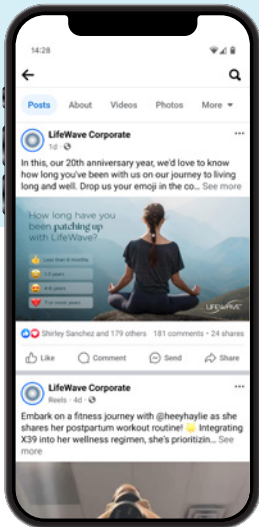 14:28
Posts About Videos Photos More
LifeWave Corporate
1d
In this, our 20th anniversary year, we'd love to know
how long you've been with us on our journey to living
long and well. Drop us your emoji in the co... See more
How long have you
been patching up
with LifeWave?
Less than 6 months
1-3 years
4-6 years
7 or more years
LIFEWAVE
Shirley Sanchez and 179 others 181 comments • 24 shares
Like Comment Send Share
LifeWave Corporate
Reels · 4d
Embark on a fitness journey with @heeyhaylie as she
shares her postpartum workout routine! 🌟 Integrating
X39 into her wellness regimen, she's prioritizin... See
more